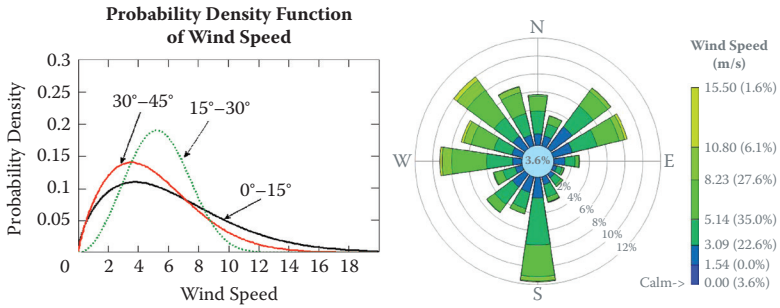 Probability Density Function
of Wind Speed
Probability Density
0.3
0.25
0.2
0.15
0.1
0.05
0
30°–45°
15°–30°
0°–15°
2 4 6 8 10 12 14 16 18
Wind Speed
N
W
E
S
3.6%
2%
4%
6%
8%
10%
12%
Wind Speed
(m/s)
15.50 (1.6%)
10.80 (6.1%)
8.23 (27.6%)
5.14 (35.0%)
3.09 (22.6%)
1.54 (0.0%)
Calm-> 0.00 (3.6%)